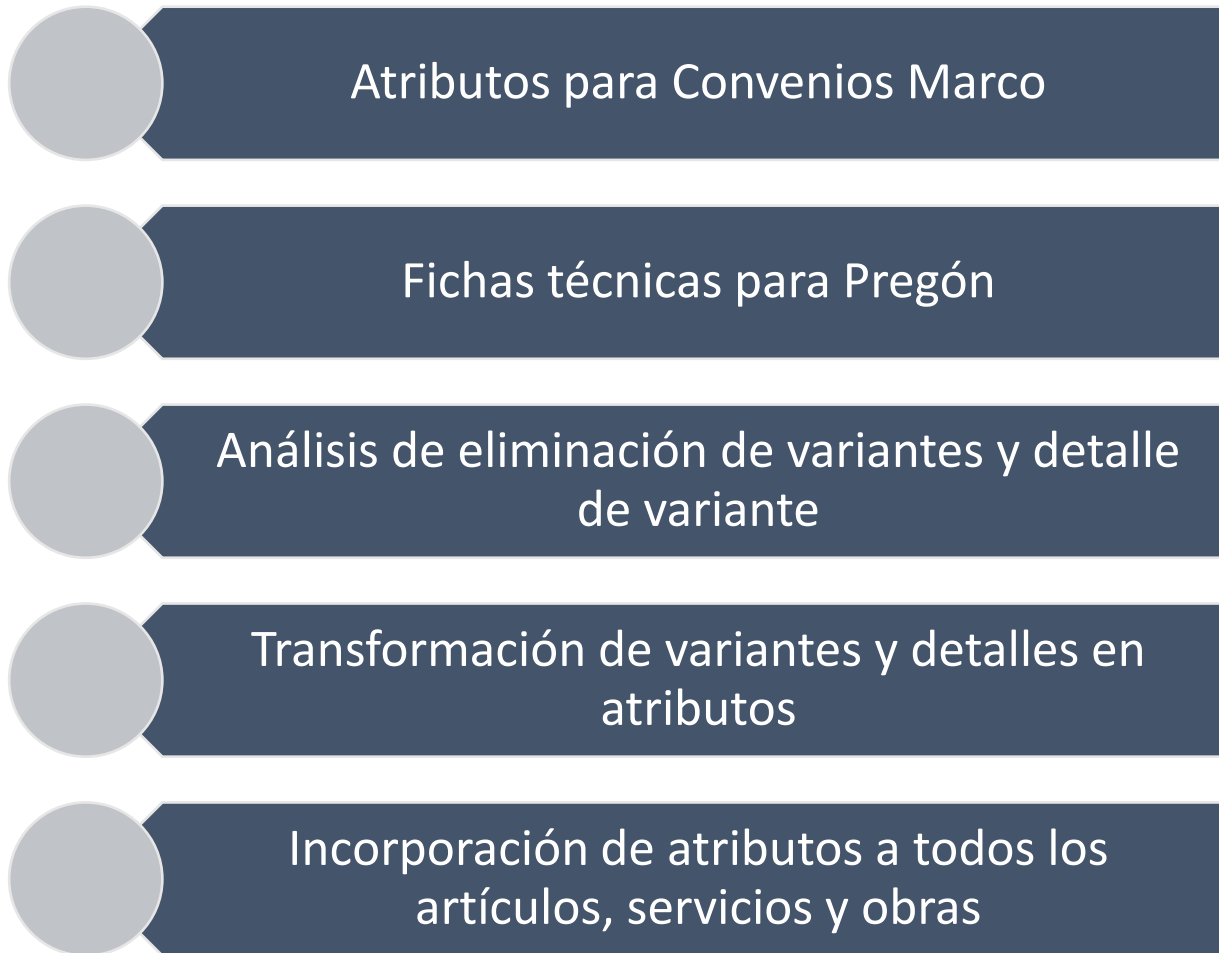 Atributos para Convenios Marco
Fichas técnicas para Pregón
Análisis de eliminación de variantes y detalle
de variante
Transformación de variantes y detalles en
atributos
Incorporación de atributos a todos los
artículos, servicios y obras